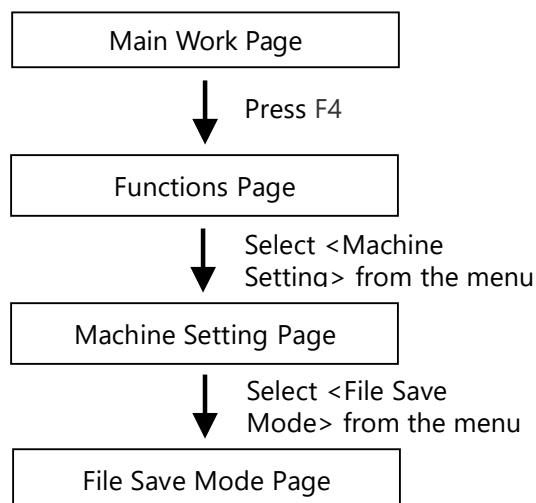 Main Work Page
Press F4
Functions Page
Select <Machine
Setting> from the menu
Machine Setting Page
Select <File Save
Mode> from the menu
File Save Mode Page